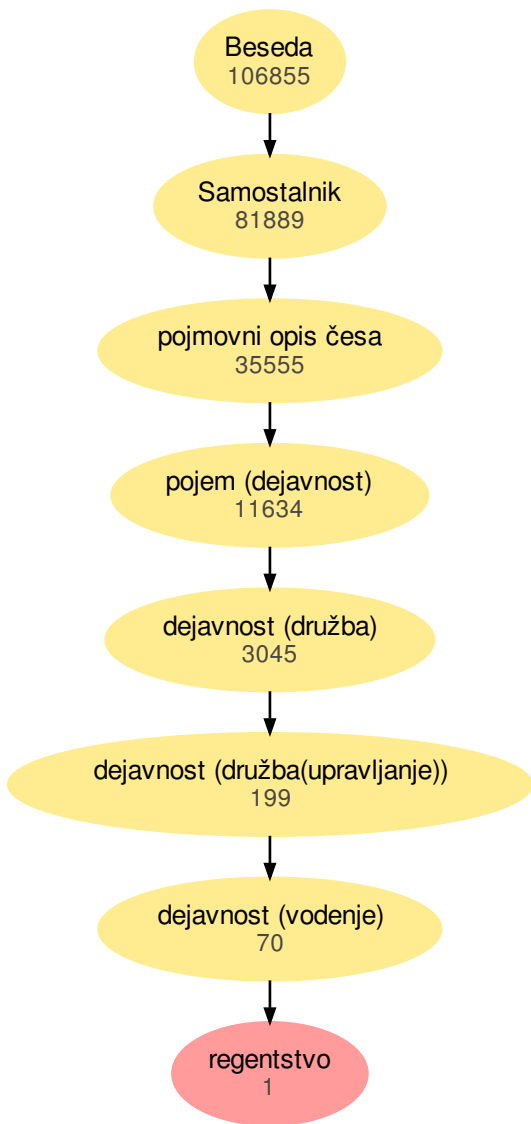 Beseda
106855
Samostalnik
81889
pojmovni opis česa
35555
pojem (dejavnost)
11634
dejavnost (družba)
3045
dejavnost (družba(upravljanje))
199
dejavnost (vodenje)
70
regentstvo
1